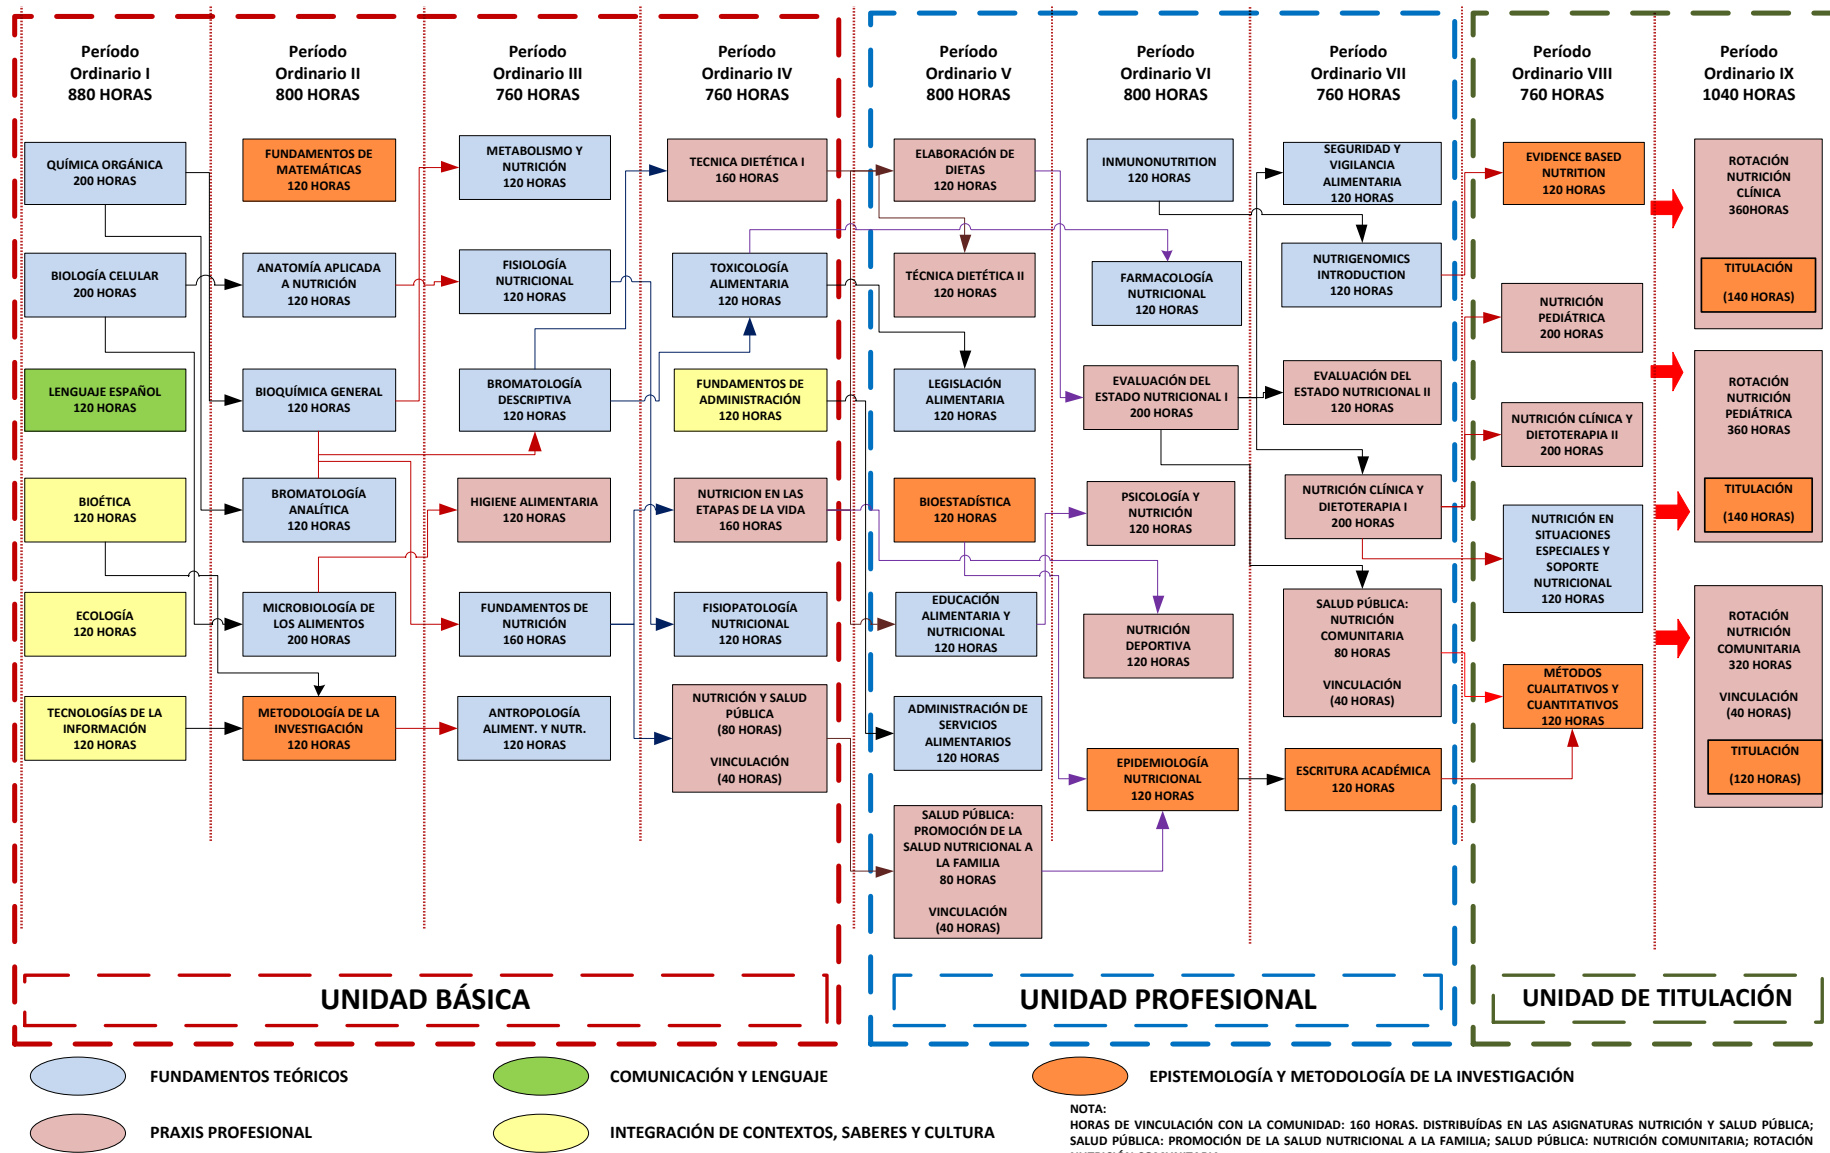 Período
Ordinario I
880 HORAS
Período
Ordinario II
800 HORAS
Período
Ordinario III
760 HORAS
Período
Ordinario IV
760 HORAS
Período
Ordinario V
800 HORAS
Período
Ordinario VI
800 HORAS
Período
Ordinario VII
760 HORAS
Período
Ordinario VIII
760 HORAS
Período
Ordinario IX
1040 HORAS
QUÍMICA ORGÁNICA
200 HORAS
BIOLOGÍA CELULAR
200 HORAS
LENGUAJE ESPAÑOL
120 HORAS
BIOÉTICA
120 HORAS
ECOLOGÍA
120 HORAS
TECNOLOGÍAS DE LA
INFORMACIÓN
120 HORAS
FUNDAMENTOS DE
MATEMÁTICAS
120 HORAS
ANATOMÍA APLICADA
A NUTRICIÓN
120 HORAS
BIOQUÍMICA GENERAL
120 HORAS
BROMATOLOGÍA
ANALÍTICA
120 HORAS
MICROBIOLOGÍA DE
LOS ALIMENTOS
200 HORAS
METODOLOGÍA DE LA
INVESTIGACIÓN
120 HORAS
METABOLISMO Y
NUTRICIÓN
120 HORAS
FISIOLOGÍA
NUTRICIONAL
120 HORAS
BROMATOLOGÍA
DESCRIPTIVA
120 HORAS
HIGIENE ALIMENTARIA
120 HORAS
FUNDAMENTOS DE
NUTRICIÓN
160 HORAS
ANTROPOLOGÍA
ALIMENT. Y NUTR.
120 HORAS
TECNICA DIETÉTICA I
160 HORAS
TOXICOLOGÍA
ALIMENTARIA
120 HORAS
FUNDAMENTOS DE
ADMINISTRACIÓN
120 HORAS
NUTRICION EN LAS
ETAPAS DE LA VIDA
160 HORAS
FISIOPATOLOGÍA
NUTRICIONAL
120 HORAS
NUTRICIÓN Y SALUD
PÚBLICA
(80 HORAS)
VINCULACIÓN
(40 HORAS)
ELABORACIÓN DE
DIETAS
120 HORAS
TÉCNICA DIETÉTICA II
120 HORAS
LEGISLACIÓN
ALIMENTARIA
120 HORAS
BIOESTADÍSTICA
120 HORAS
EDUCACIÓN
ALIMENTARIA Y
NUTRICIONAL
120 HORAS
ADMINISTRACIÓN DE
SERVICIOS
ALIMENTARIOS
120 HORAS
SALUD PÚBLICA:
PROMOCIÓN DE LA
SALUD NUTRICIONAL A
LA FAMILIA
80 HORAS
VINCULACIÓN
(40 HORAS)
INMUNONUTRITION
120 HORAS
FARMACOLOGÍA
NUTRICIONAL
120 HORAS
EVALUACIÓN DEL
ESTADO NUTRICIONAL I
200 HORAS
PSICOLOGÍA Y
NUTRICIÓN
120 HORAS
NUTRICIÓN
DEPORTIVA
120 HORAS
EPIDEMIOLOGÍA
NUTRICIONAL
120 HORAS
SEGURIDAD Y
VIGILANCIA
ALIMENTARIA
120 HORAS
NUTRIGENOMICS
INTRODUCTION
120 HORAS
EVALUACIÓN DEL
ESTADO NUTRICIONAL II
120 HORAS
NUTRICIÓN CLÍNICA Y
DIETOTERAPIA I
200 HORAS
SALUD PÚBLICA:
NUTRICIÓN
COMUNITARIA
80 HORAS
VINCULACIÓN
(40 HORAS)
ESCRITURA ACADÉMICA
120 HORAS
EVIDENCE BASED
NUTRITION
120 HORAS
NUTRICIÓN
PEDIÁTRICA
200 HORAS
NUTRICIÓN CLÍNICA Y
DIETOTERAPIA II
200 HORAS
NUTRICIÓN EN
SITUACIONES
ESPECIALES Y
SOPORTE
NUTRICIONAL
120 HORAS
MÉTODOS
CUALITATIVOS Y
CUANTITATIVOS
120 HORAS
ROTACIÓN
NUTRICIÓN
CLÍNICA
360HORAS
TITULACIÓN
(140 HORAS)
ROTACIÓN
NUTRICIÓN
PEDIÁTRICA
360 HORAS
TITULACIÓN
(140 HORAS)
ROTACIÓN
NUTRICIÓN
COMUNITARIA
320 HORAS
VINCULACIÓN
(40 HORAS)
TITULACIÓN
(120 HORAS)
UNIDAD BÁSICA
UNIDAD PROFESIONAL
UNIDAD DE TITULACIÓN
FUNDAMENTOS TEÓRICOS
COMUNICACIÓN Y LENGUAJE
EPISTEMOLOGÍA Y METODOLOGÍA DE LA INVESTIGACIÓN
PRAXIS PROFESIONAL
INTEGRACIÓN DE CONTEXTOS, SABERES Y CULTURA
NOTA:
HORAS DE VINCULACIÓN CON LA COMUNIDAD: 160 HORAS. DISTRIBUÍDAS EN LAS ASIGNATURAS NUTRICIÓN Y SALUD PÚBLICA;
SALUD PÚBLICA: PROMOCIÓN DE LA SALUD NUTRICIONAL A LA FAMILIA; SALUD PÚBLICA: NUTRICIÓN COMUNITARIA; ROTACIÓN